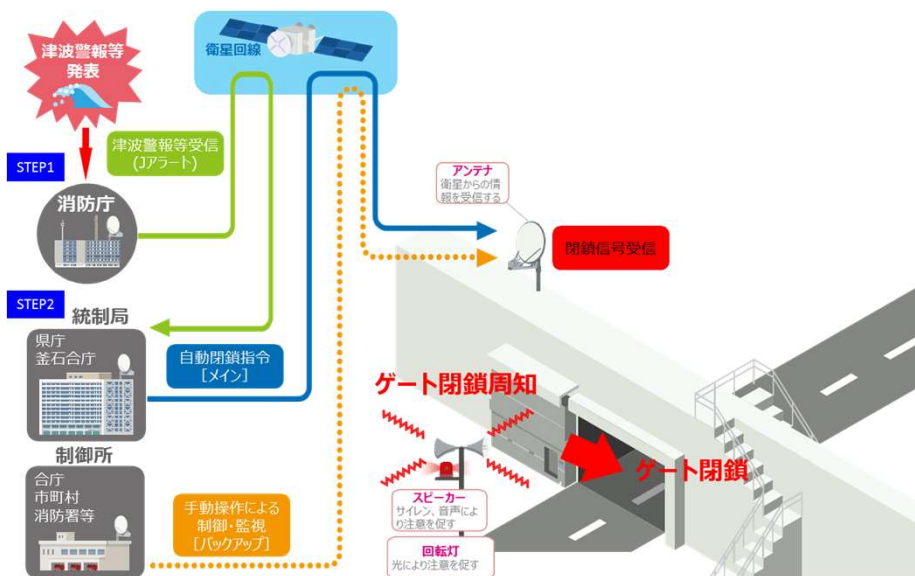 津波警報等
発表
衛星回線
津波警報等受信
(Jアラート)
STEP1
消防庁
アンテナ
衛星からの情
報を受信する
閉鎖信号受信
STEP2
統制局
県庁
釜石合庁
自動閉鎖指令
[メイン]
ゲート閉鎖周知
ゲート閉鎖
制御所
合庁
市町村
消防署等
手動操作による
制御・監視
[バックアップ]
スピーカー
サイレン、音声によ
り注意を促す
回転灯
光により注意を促す